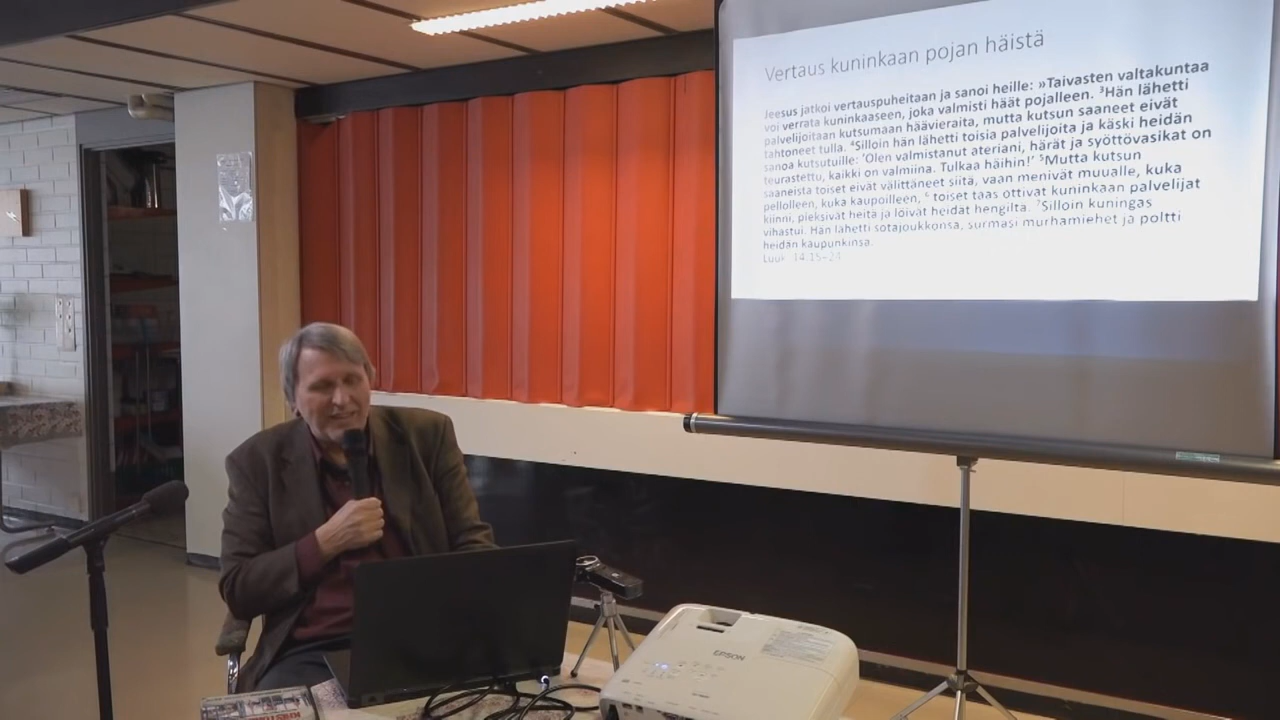 Vertaus kuninkaan pojan häistä
Jeesus jatkoi vertauspuheitaan ja sanoi heille: »Taivasten valtakuntaa
voi verrata kuninkaaseen, joka valmisti häät pojalleen. ³Hän lähetti
palvelijoitaan kutsumaan häävieraita, mutta kutsun saaneet eivät
tahtoneet tulla. ⁴Silloin hän lähetti toisia palvelijoita ja käski heidän
sanoa kutsutuille: 'Olen valmistanut ateriani, härät ja syöttövasikat on
teurastettu, kaikki on valmiina. Tulkaa häihin!' ⁵Mutta kutsun
saaneista toiset eivät välittäneet siitä, vaan menivät muualle, kuka
pellolleen, kuka kaupoilleen, ⁶ toiset taas ottivat kuninkaan palvelijat
kiinni, pieksivät heitä ja löivät heidät hengiltä. ⁷Silloin kuningas
vihastui. Hän lähetti sotajoukkonsa, surmasi murhamiehet ja poltti
heidän kaupunkinsa.
Luuk. 14:15–24
EPSON